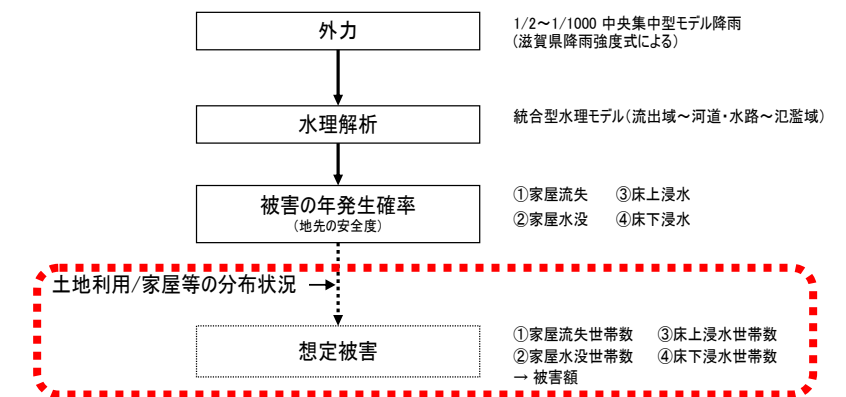 外力
1/2～1/1000 中央集中型モデル降雨
(滋賀県降雨強度式による)
水理解析
統合型水理モデル(流出域～河道・水路～氾濫域)
被害の年発生確率
(地先の安全度)
①家屋流失 ③床上浸水
②家屋水没 ④床下浸水
土地利用/家屋等の分布状況
想定被害
①家屋流失世帯数 ③床上浸水世帯数
②家屋水没世帯数 ④床下浸水世帯数
→ 被害額